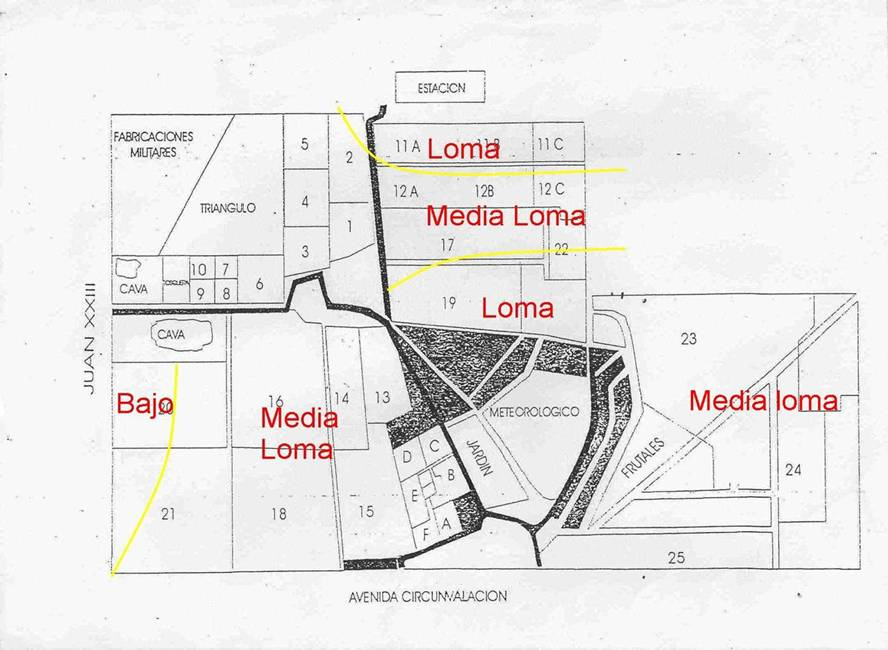 ESTACION
FABRICACIONES
MILITARES
5
2
11 A
11 B
11 C
Loma
TRIANGULO
4
12 A
12B
12 C
Media Loma
1
17
22
3
CAVA
10
7
9
8
6
19
Loma
JUAN XXIII
CAVA
23
Bajo
20
16
Media
Loma
14
13
METEOROLOGICO
Media loma
D
C
B
E
A
F
JARDIN
FRUTALES
24
21
18
15
25
AVENIDA CIRCUNVALACION